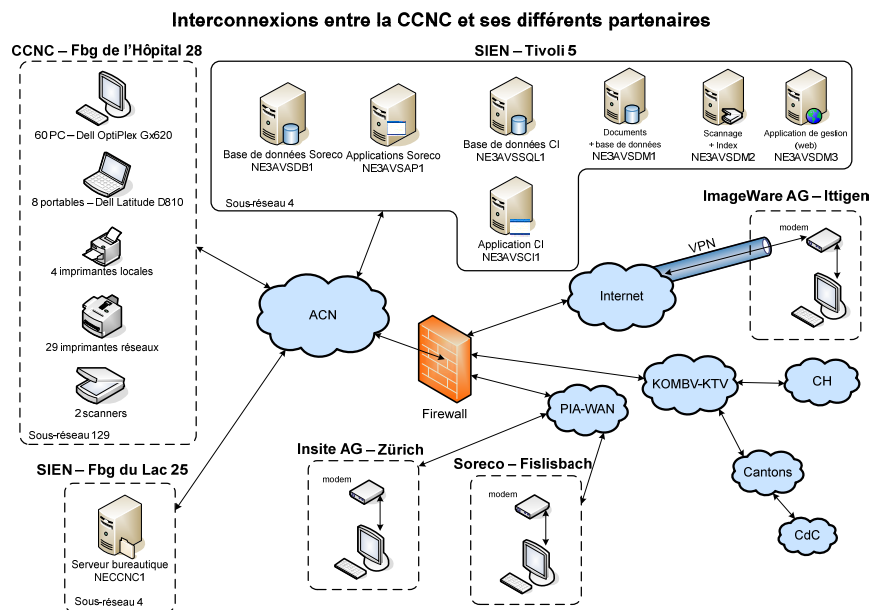 Interconnexions entre la CCNC et ses différents partenaires
CCNC – Fbg de l'Hôpital 28
60 PC – Dell OptiPlex Gx620
8 portables – Dell Latitude D810
4 imprimantes locales
29 imprimantes réseaux
2 scanners
Sous-réseau 129
SIEN – Tivoli 5
Base de données Soreco
NE3AVSDB1
Applications Soreco
NE3AVSAP1
Base de données CI
NE3AVSSQL1
Documents
+ base de données
NE3AVSDM1
Scannage
+ Index
NE3AVSDM2
Application de gestion
(web)
NE3AVSDM3
Application CI
NE3AVSCI1
Sous-réseau 4
ImageWare AG – Ittigen
modem
VPN
Internet
ACN
Firewall
KOMBV-KTV
CH
PIA-WAN
Cantons
CdC
Insite AG – Zürich
modem
Soreco – Fislisbach
modem
SIEN – Fbg du Lac 25
Serveur bureautique
NECCNC1
Sous-réseau 4